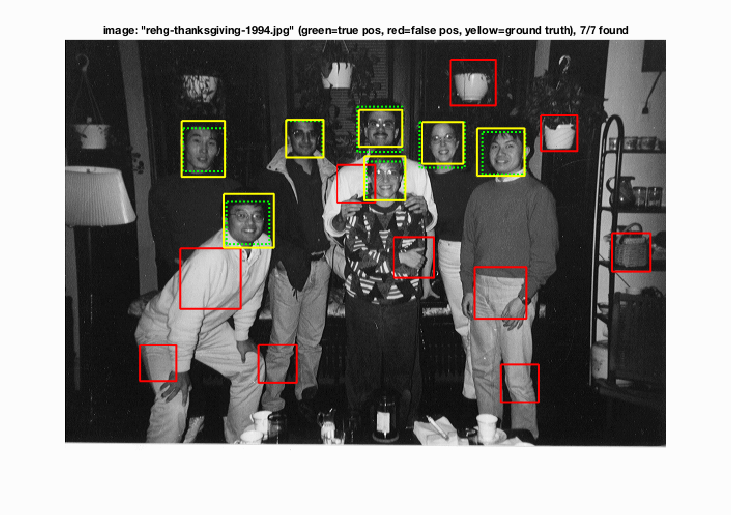 image: "rehg-thanksgiving-1994.jpg" (green=true pos, red=false pos, yellow=ground truth), 7/7 found